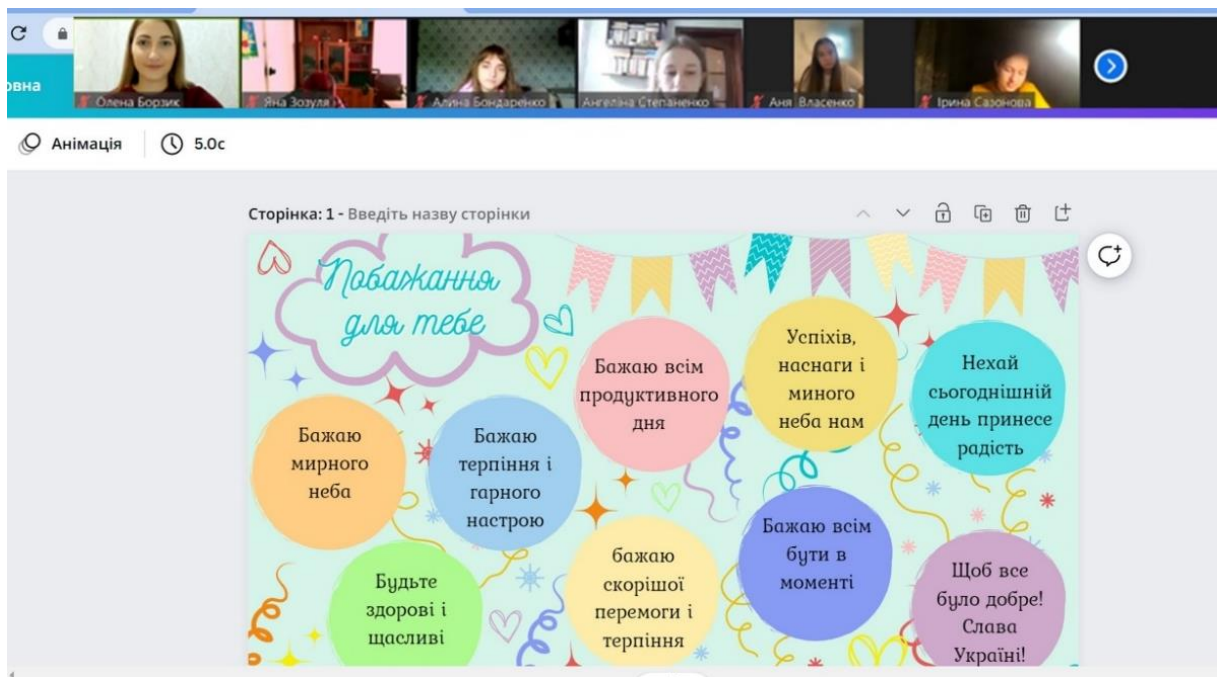 овна
Олена Борзик
Яна Зозуля
Алина Бондаренко
Ангеліна Степаненко
Аня Власенко
Ірина Сазонова
Анімація
5.0с
Сторінка: 1 - Введіть назву сторінки
Побажання
для тебе
Бажаю всім
продуктивного
дня
Успіхів,
наснаги і
миного
неба нам
Нехай
сьогоднішній
день принесе
радість
Бажаю
мирного
неба
Бажаю
терпіння і
гарного
настрою
Бажаю всім
бути в
моменті
Будьте
здорові і
щасливі
бажаю
скорішої
перемоги і
терпіння
Щоб все
було добре!
Слава
Україні!